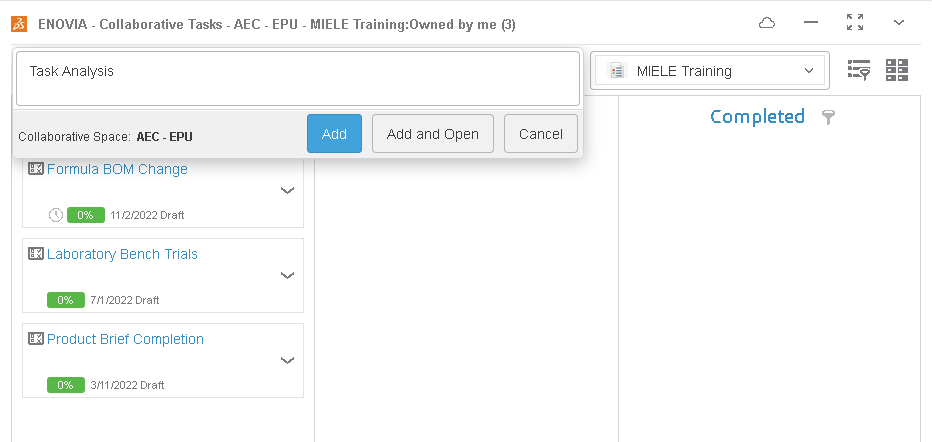 ENOVIA - Collaborative Tasks - AEC - EPU - MIELE Training:Owned by me (3)
Task Analysis
MIELE Training
Collaborative Space: AEC - EPU
Add
Add and Open
Cancel
Completed
Formula BOM Change
0% 11/2/2022 Draft
Laboratory Bench Trials
0% 7/1/2022 Draft
Product Brief Completion
0% 3/11/2022 Draft